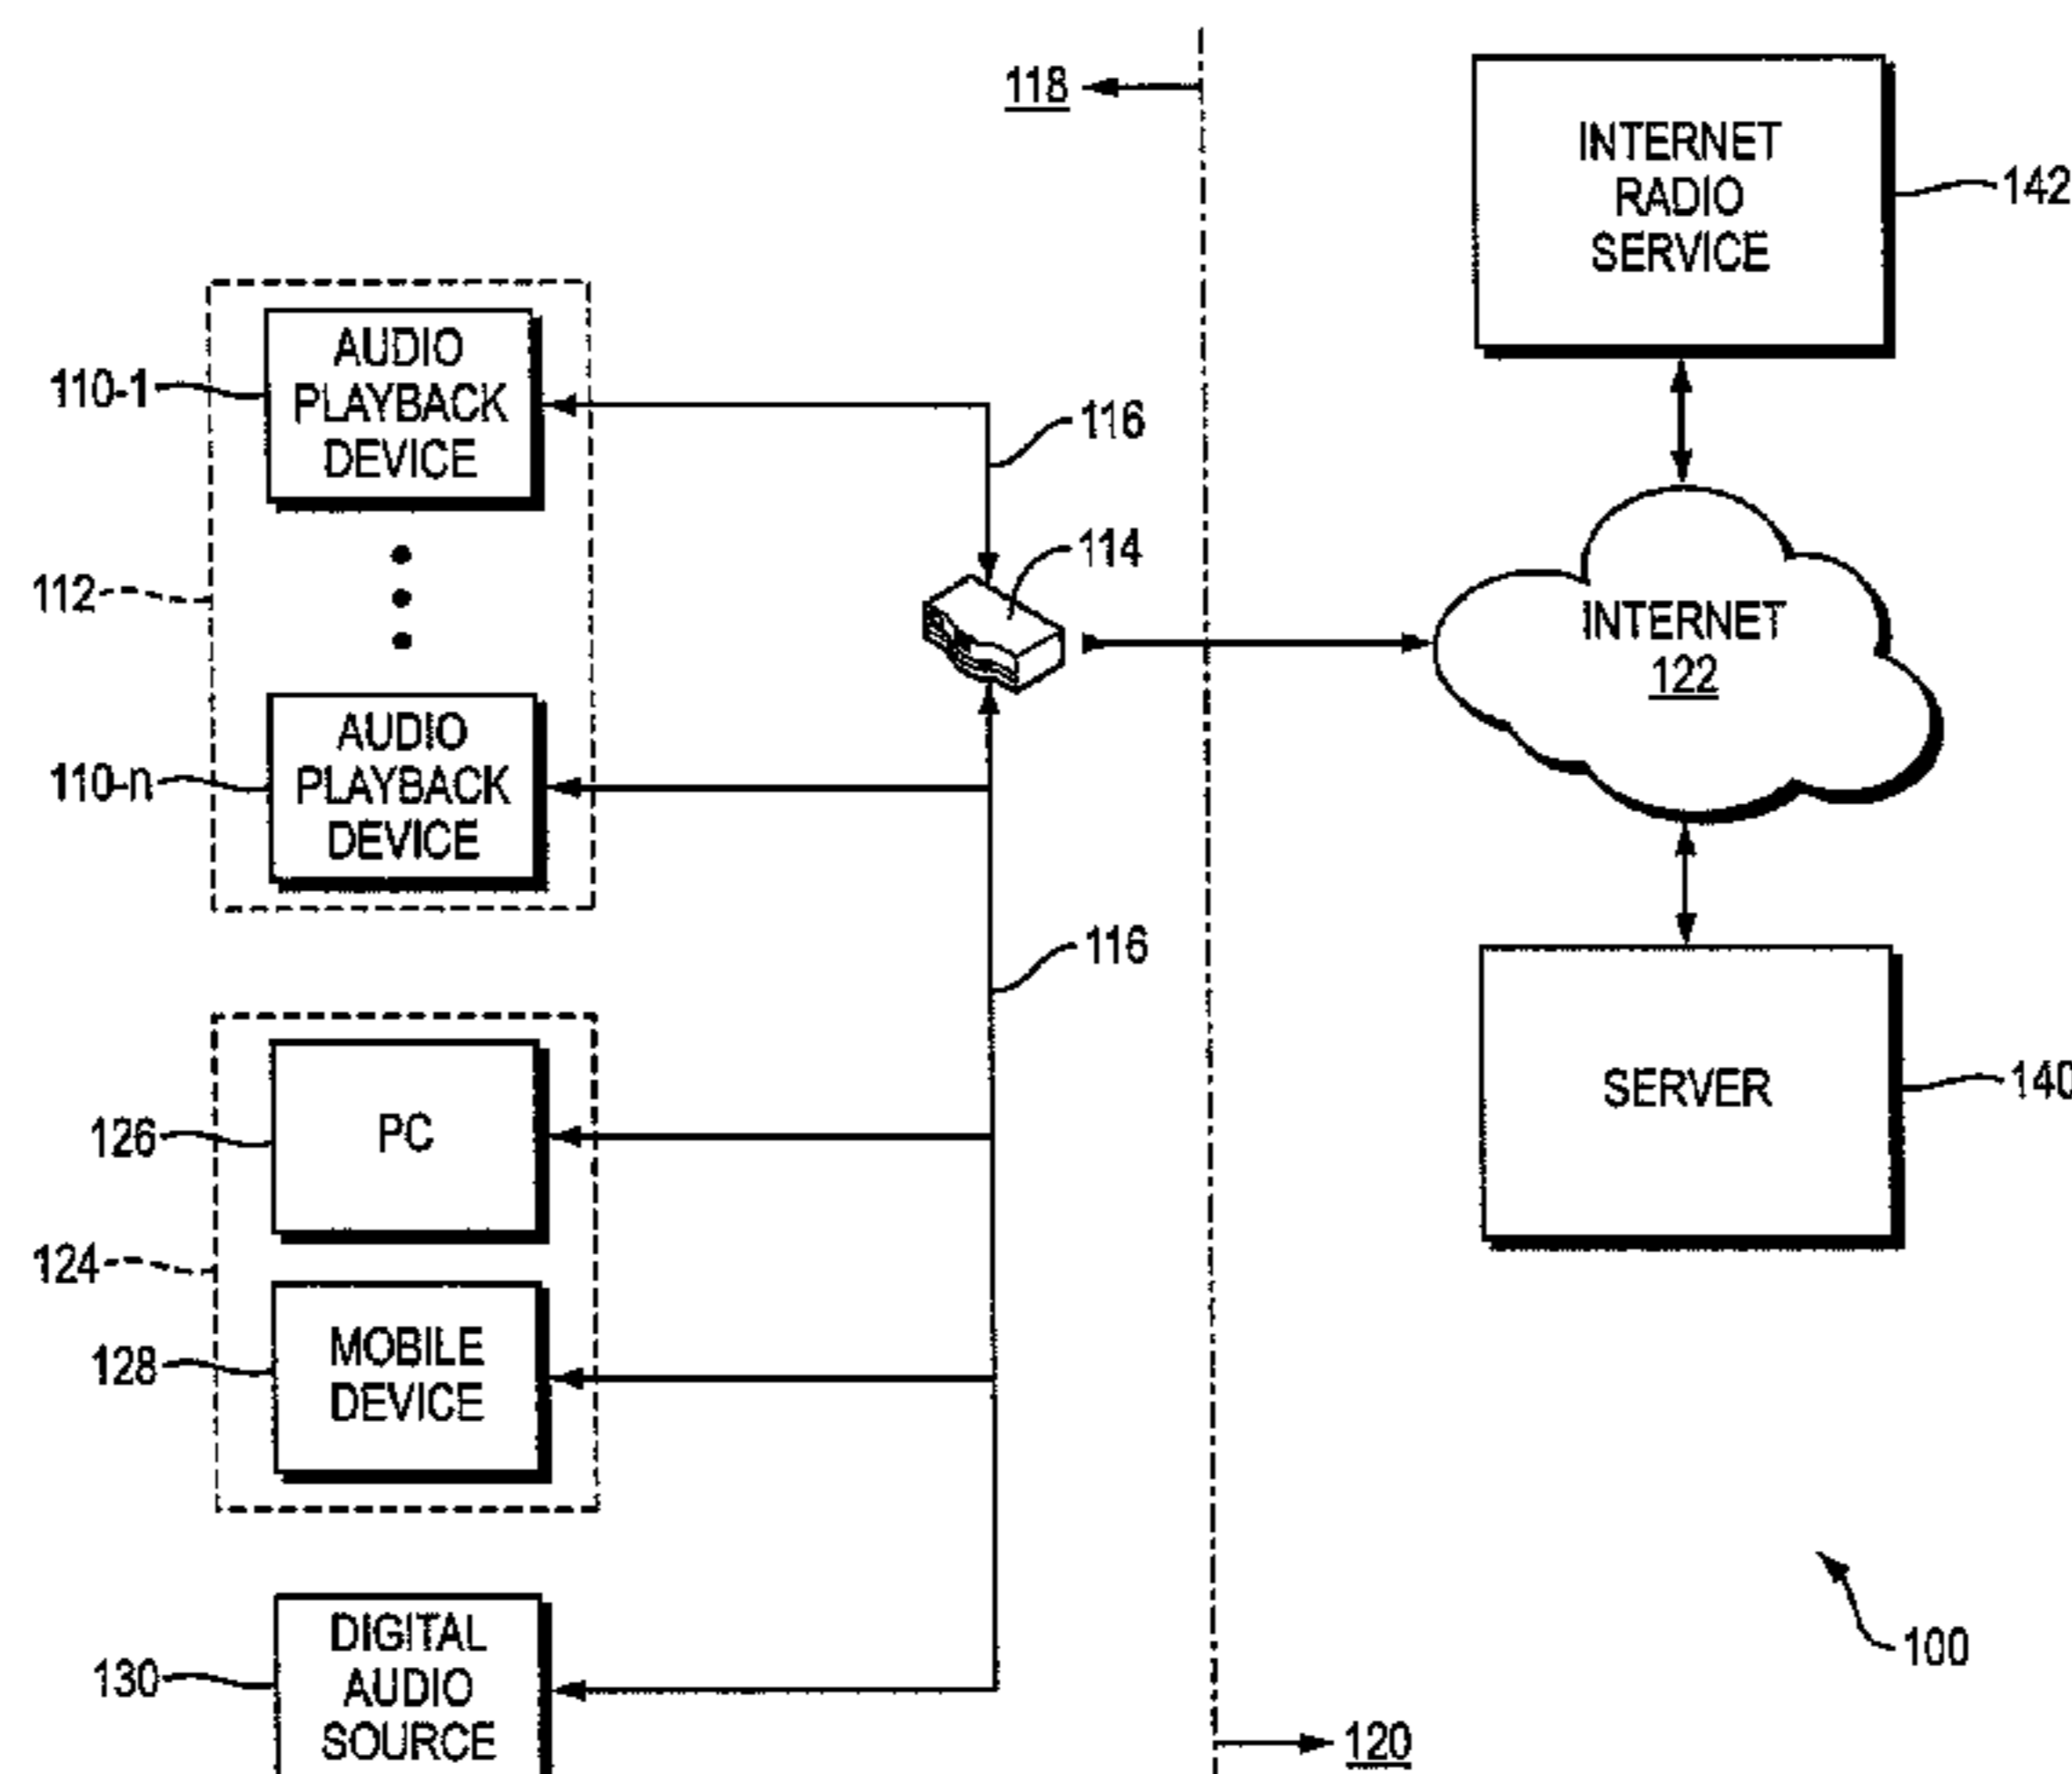 118
INTERNET
RADIO
SERVICE
142
AUDIO
PLAYBACK
DEVICE
110-1
116
114
112
INTERNET
122
AUDIO
PLAYBACK
DEVICE
110-n
116
PC
126
SERVER
140
124
MOBILE
DEVICE
128
DIGITAL
AUDIO
SOURCE
130
100
120